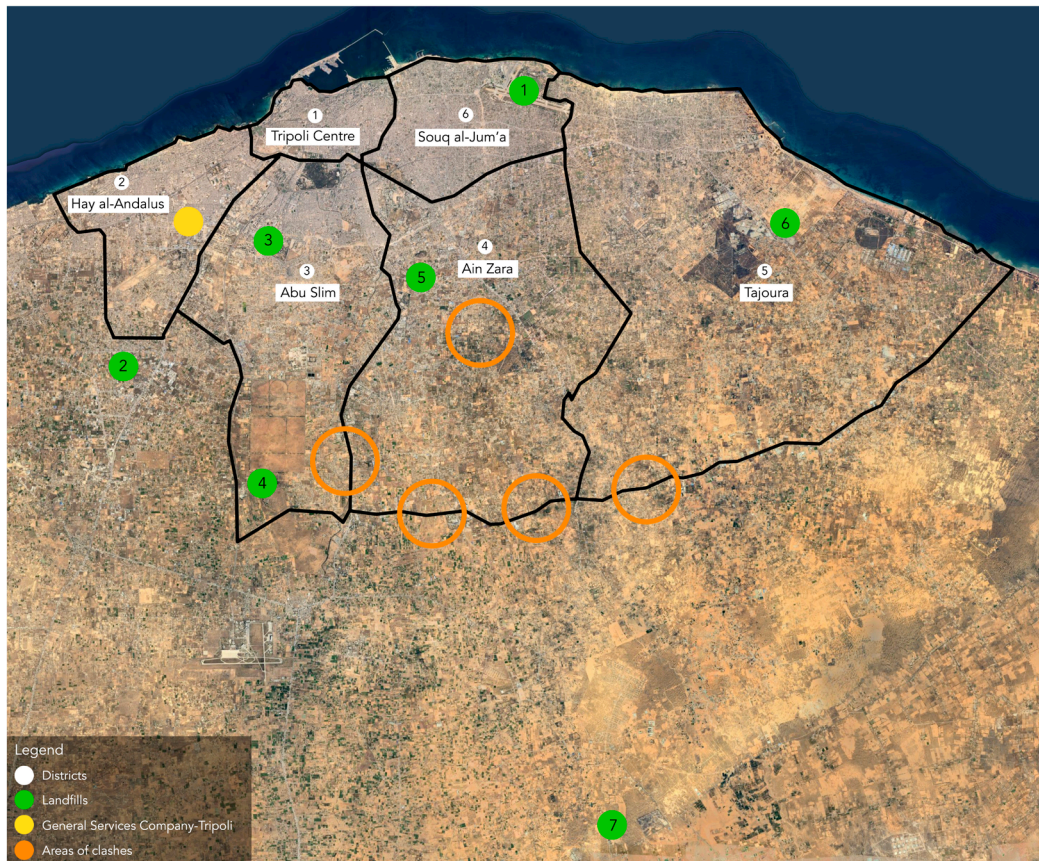 1
1
Tripoli Centre
6
Souq al-Jum‘a
2
Hay al-Andalus
3
3
Abu Slim
4
Ain Zara
5
6
5
Tajoura
2
4
7
Legend
Districts
Landfills
General Services Company-Tripoli
Areas of clashes